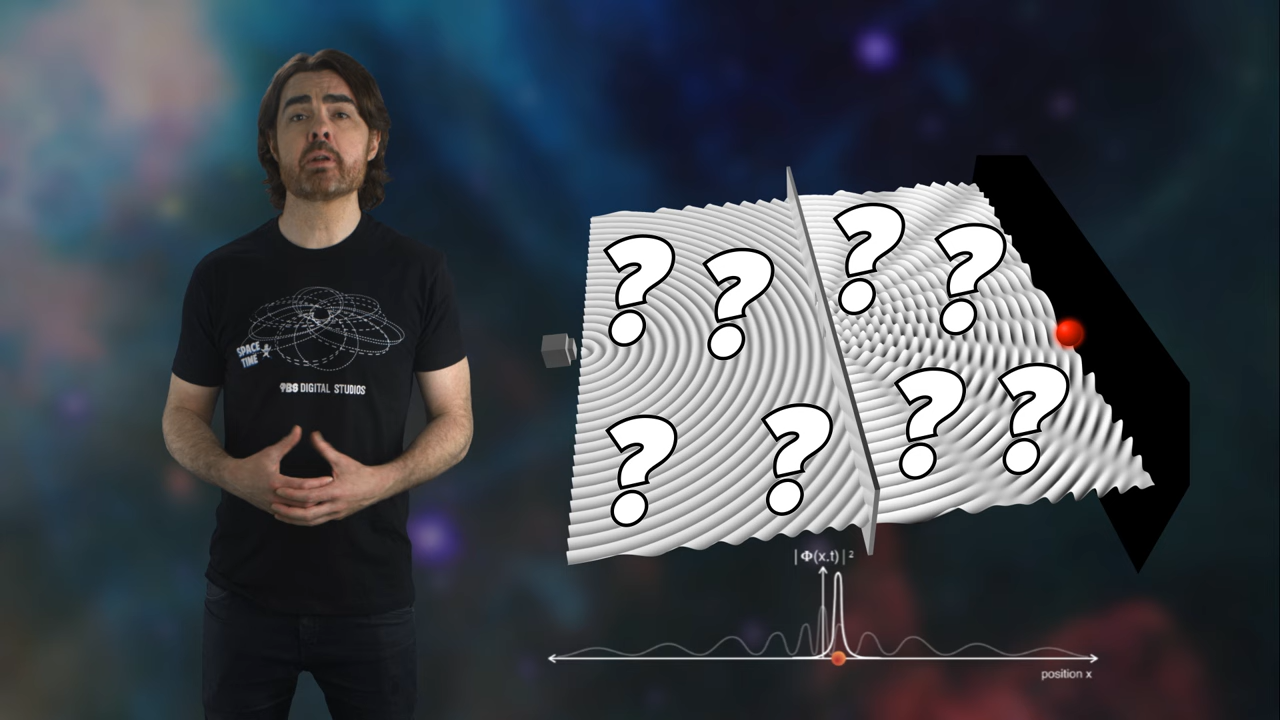 SPACE
TIME
PBS DIGITAL STUDIOS
? ? ? ?
? ? ? ?
|Φ(x,t)|²
position x